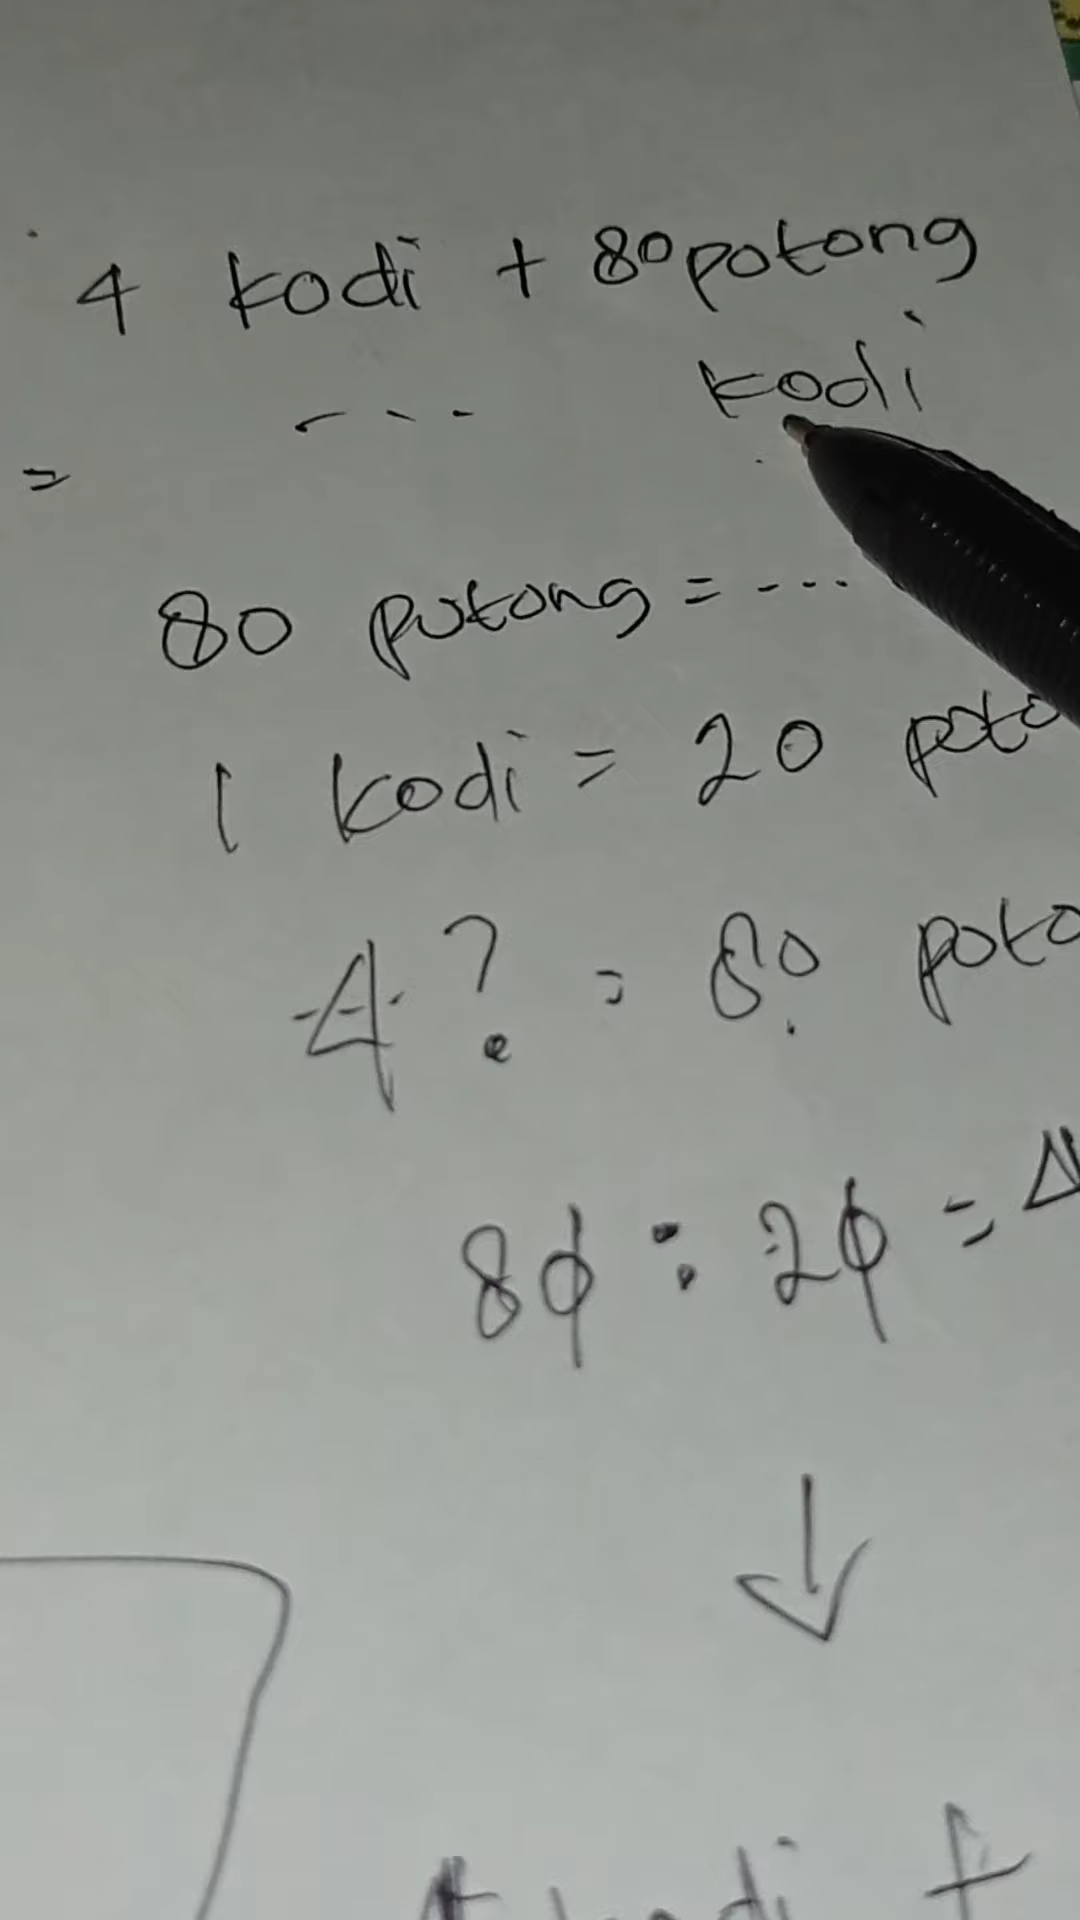 4 kodi + 80 potong
= ... kodi
80 potong = ...
1 kodi = 20 poto
4 ? = 80 poto
80 : 20 = 4